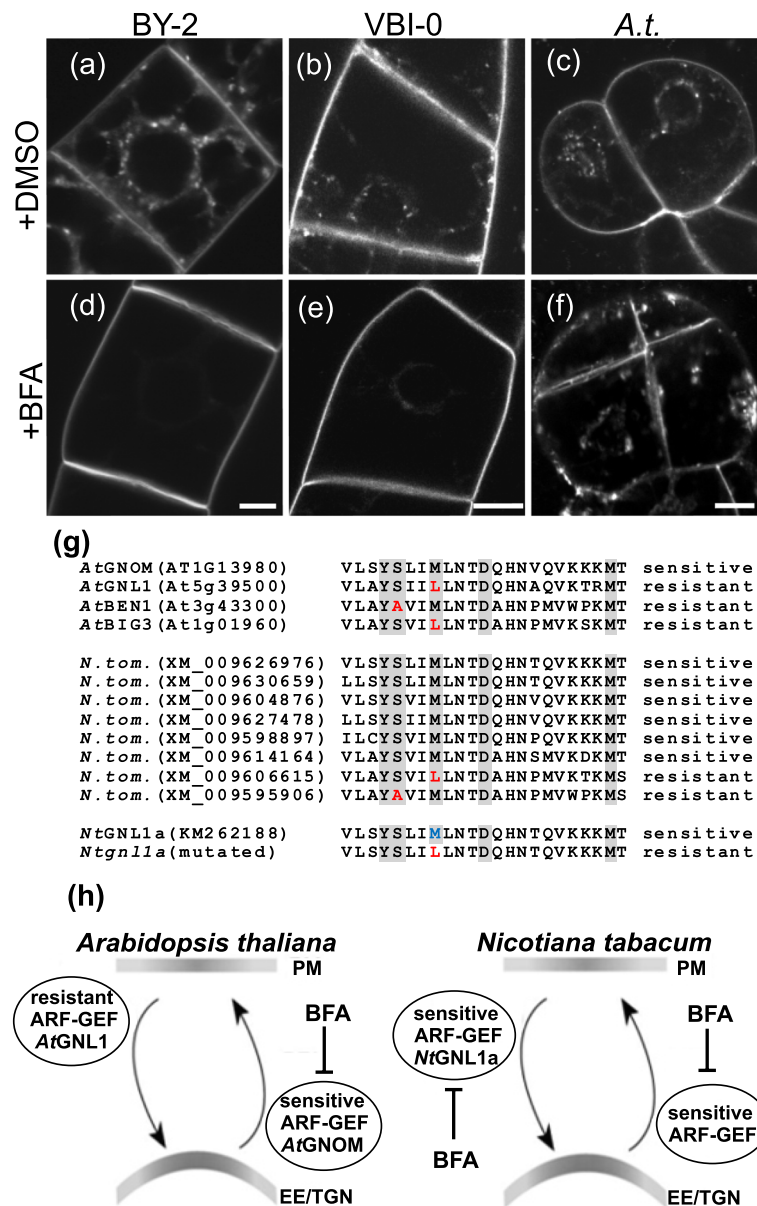 BY-2 VBI-0 A.t.
+DMSO
(a) (b) (c)
+BFA
(d) (e) (f)
(g)
AtGNOM(AT1G13980) VLSYSLIMLNTDQHNVQVKKKMT sensitive
AtGNL1(At5g39500) VLAYSIILLNTDQHNAQVKTRMT resistant
AtBEN1(At3g43300) VLAYAVIMLNTDAHNPMVWPKMT resistant
AtBIG3(At1g01960) VLAYSVILLNTDAHNPMVKSKMT resistant
N.tom.(XM_009626976) VLSYSLIMLNTDQHNVQVKKKMT sensitive
N.tom.(XM_009630659) LLSYSIIMLNTDQHNVQVKKKMT sensitive
N.tom.(XM_009604876) VLSYSVIMLNTDQHNVQVKKKMT sensitive
N.tom.(XM_009627478) LLSYSIIMLNTDQHNVQVKKKMT sensitive
N.tom.(XM_009598897) ILCYSVIMLNTDQHNPQVKKKMT sensitive
N.tom.(XM_009614164) VLAYSVIMLNTDAHNSMVKDKMT sensitive
N.tom.(XM_009606615) VLAYSVILLNTDAHNPMVKTKMS resistant
N.tom.(XM_009595906) VLAYAVIMLNTDAHNPMVWPKMS resistant
NtGNL1a(KM262188) VLSYSLIMLNTDQHNTQVKKKMT sensitive
Ntgnl1a(mutated) VLSYSLILLNTDQHNTQVKKKMT resistant
(h)
Arabidopsis thaliana
PM
resistant
ARF-GEF
AtGNL1
BFA
sensitive
ARF-GEF
AtGNOM
EE/TGN
Nicotiana tabacum
PM
sensitive
ARF-GEF
NtGNL1a
BFA
BFA
sensitive
ARF-GEF
EE/TGN